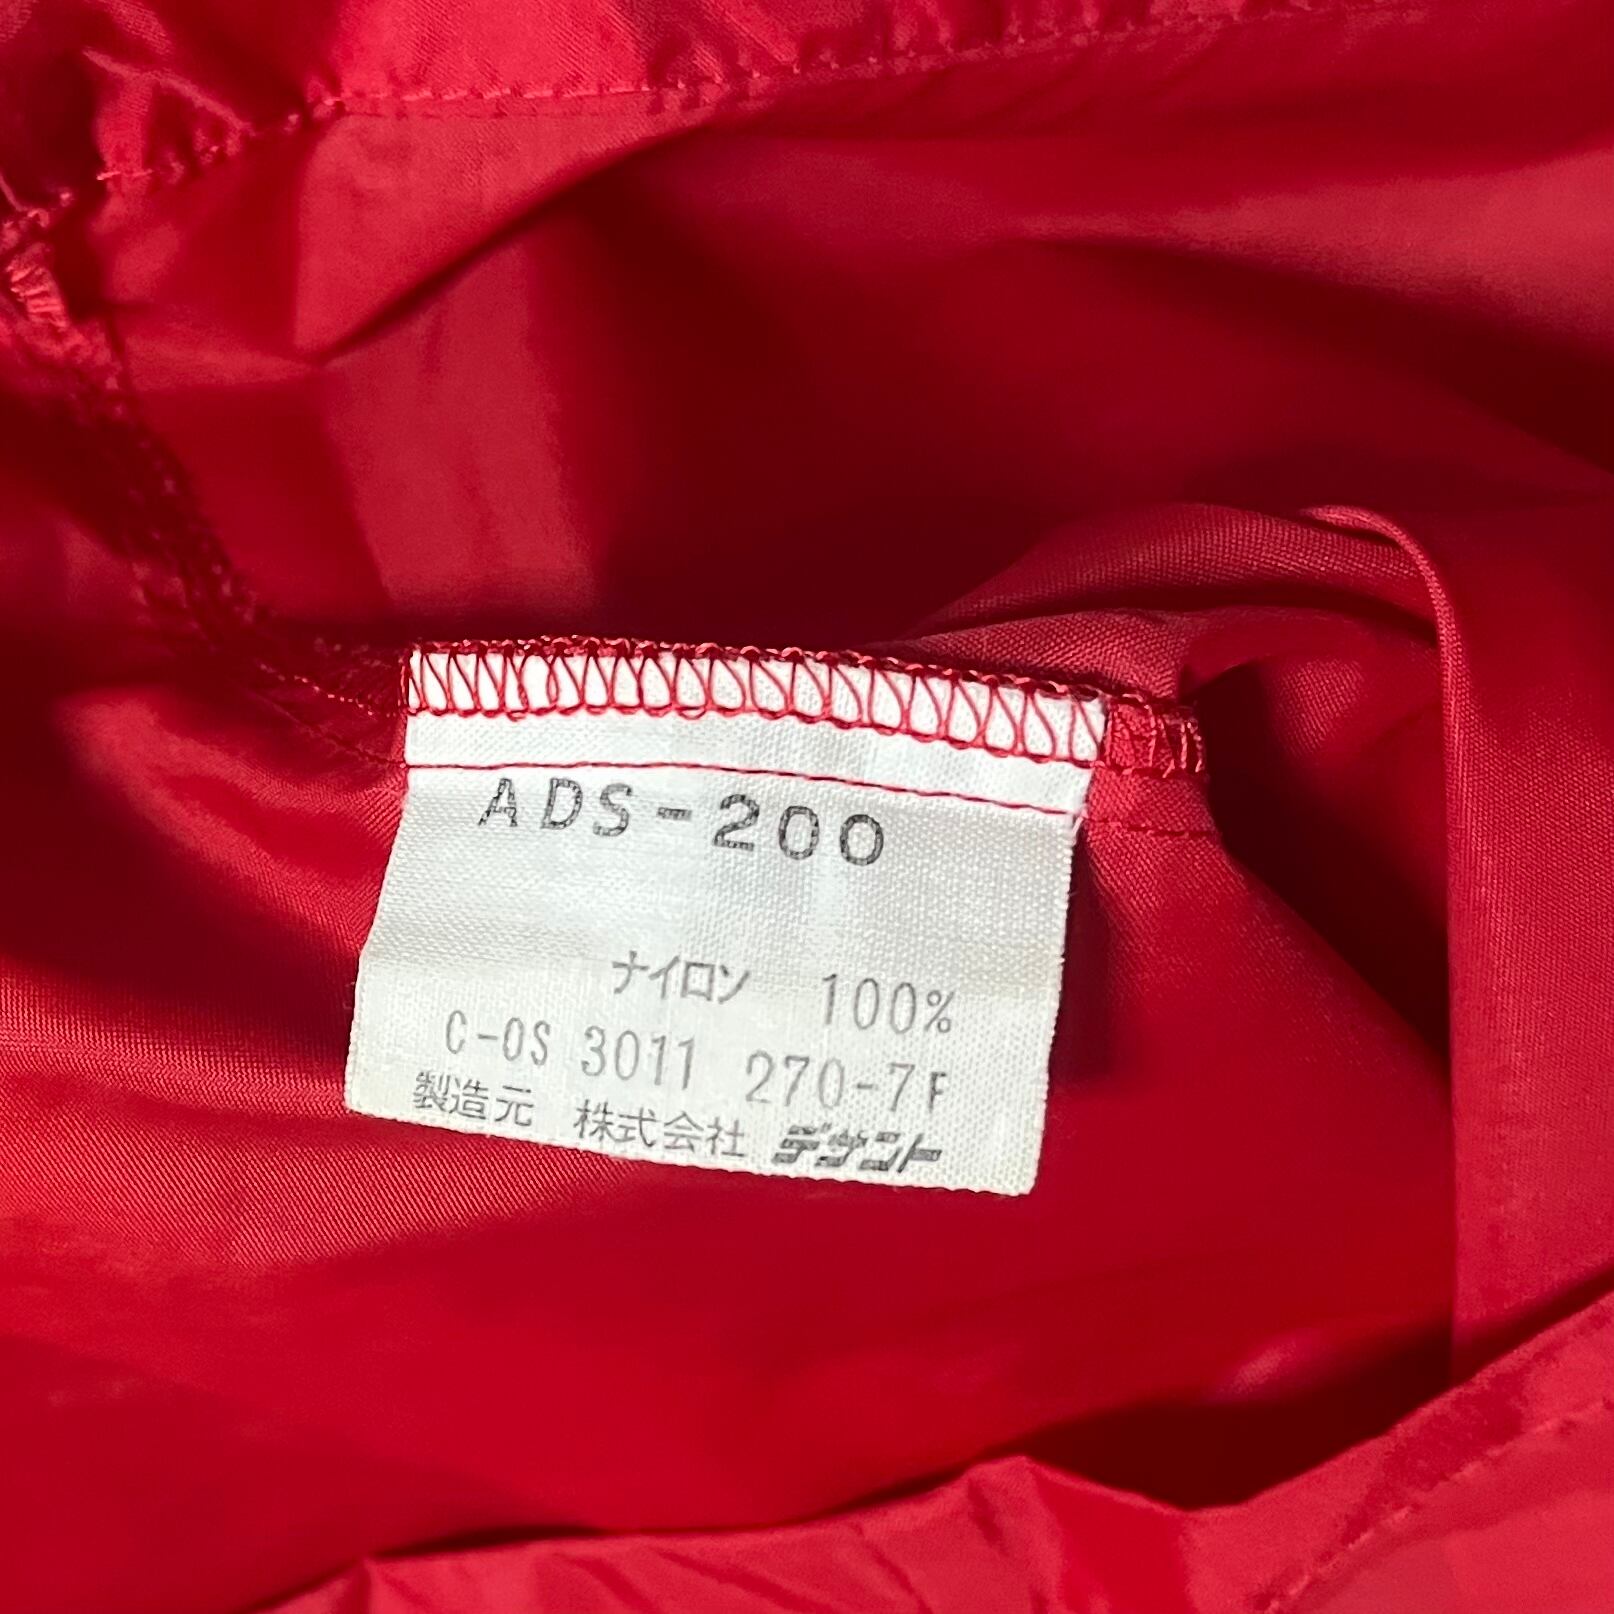 ADS-200
ナイロン 100%
C-OS 3011 270-7F
製造元 株式会社 デサント